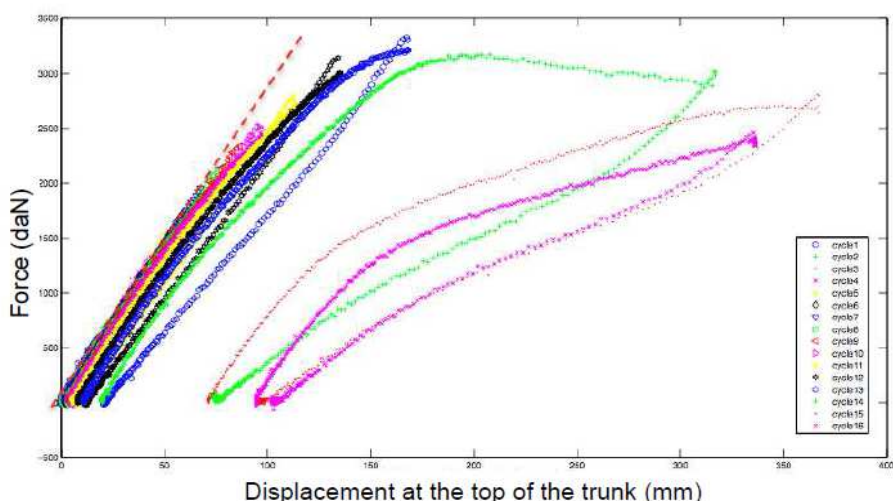 3500
3000
2500
2000
1500
1000
500
0
-500
Force (daN)
0 50 100 150 200 250 300 350 400
Displacement at the top of the trunk (mm)
cycle1
cycle2
cycle3
cycle4
cycle5
cycle6
cycle7
cycle8
cycle9
cycle10
cycle11
cycle12
cycle13
cycle14
cycle15
cycle16